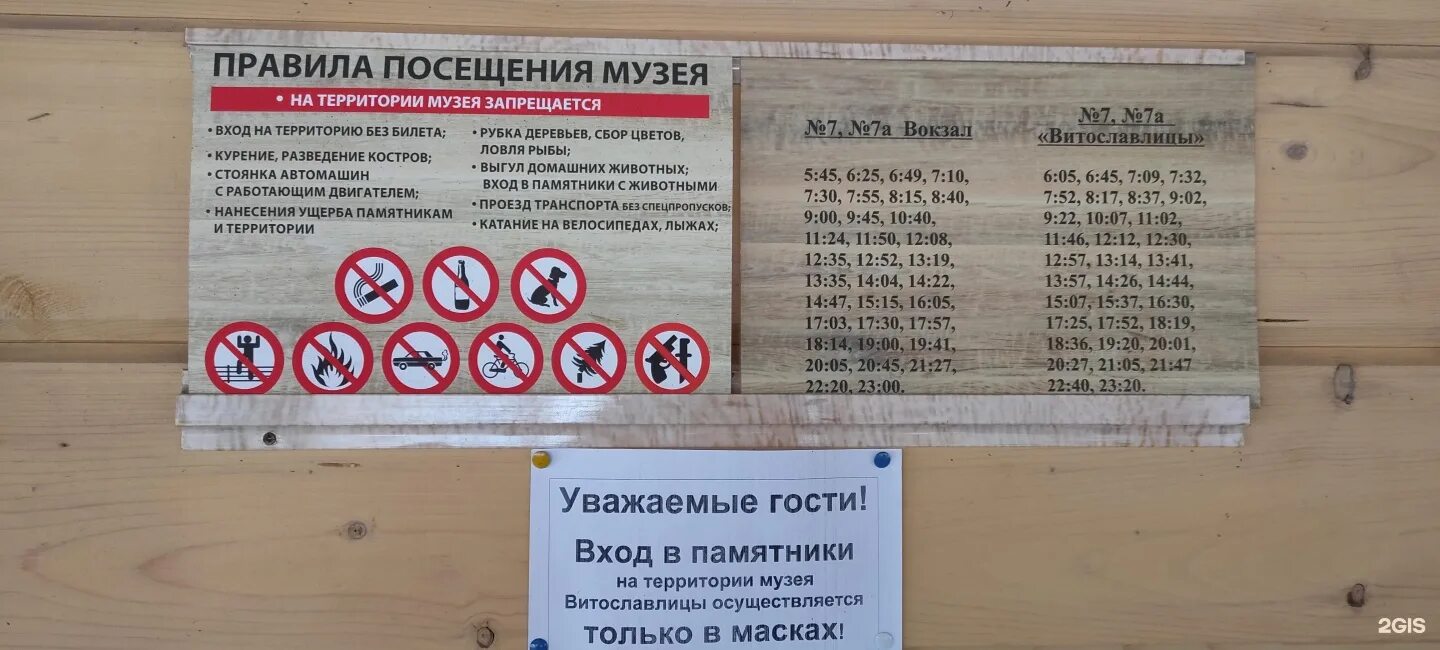 ПРАВИЛА ПОСЕЩЕНИЯ МУЗЕЯ
• НА ТЕРРИТОРИИ МУЗЕЯ ЗАПРЕЩАЕТСЯ
• ВХОД НА ТЕРРИТОРИЮ БЕЗ БИЛЕТА;
• КУРЕНИЕ, РАЗВЕДЕНИЕ КОСТРОВ;
• СТОЯНКА АВТОМАШИН
С РАБОТАЮЩИМ ДВИГАТЕЛЕМ;
• НАНЕСЕНИЯ УЩЕРБА ПАМЯТНИКАМ
И ТЕРРИТОРИИ
• РУБКА ДЕРЕВЬЕВ, СБОР ЦВЕТОВ,
ЛОВЛЯ РЫБЫ;
• ВЫГУЛ ДОМАШНИХ ЖИВОТНЫХ;
ВХОД В ПАМЯТНИКИ С ЖИВОТНЫМИ
• ПРОЕЗД ТРАНСПОРТА БЕЗ СПЕЦПРОПУСКОВ;
• КАТАНИЕ НА ВЕЛОСИПЕДАХ, ЛЫЖАХ;
№7, №7а Вокзал
5:45, 6:25, 6:49, 7:10,
7:30, 7:55, 8:15, 8:40,
9:00, 9:45, 10:40,
11:24, 11:50, 12:08,
12:35, 12:52, 13:19,
13:35, 14:04, 14:22,
14:47, 15:15, 16:05,
17:03, 17:30, 17:57,
18:14, 19:00, 19:41,
20:05, 20:45, 21:27,
22:20, 23:00.
№7, №7а
«Витославлицы»
6:05, 6:45, 7:09, 7:32,
7:52, 8:17, 8:37, 9:02,
9:22, 10:07, 11:02,
11:46, 12:12, 12:30,
12:57, 13:14, 13:41,
13:57, 14:26, 14:44,
15:07, 15:37, 16:30,
17:25, 17:52, 18:19,
18:36, 19:20, 20:01,
20:27, 21:05, 21:47
22:40, 23:20.
Уважаемые гости!
Вход в памятники
на территории музея
Витославлицы осуществляется
только в масках!
2GIS